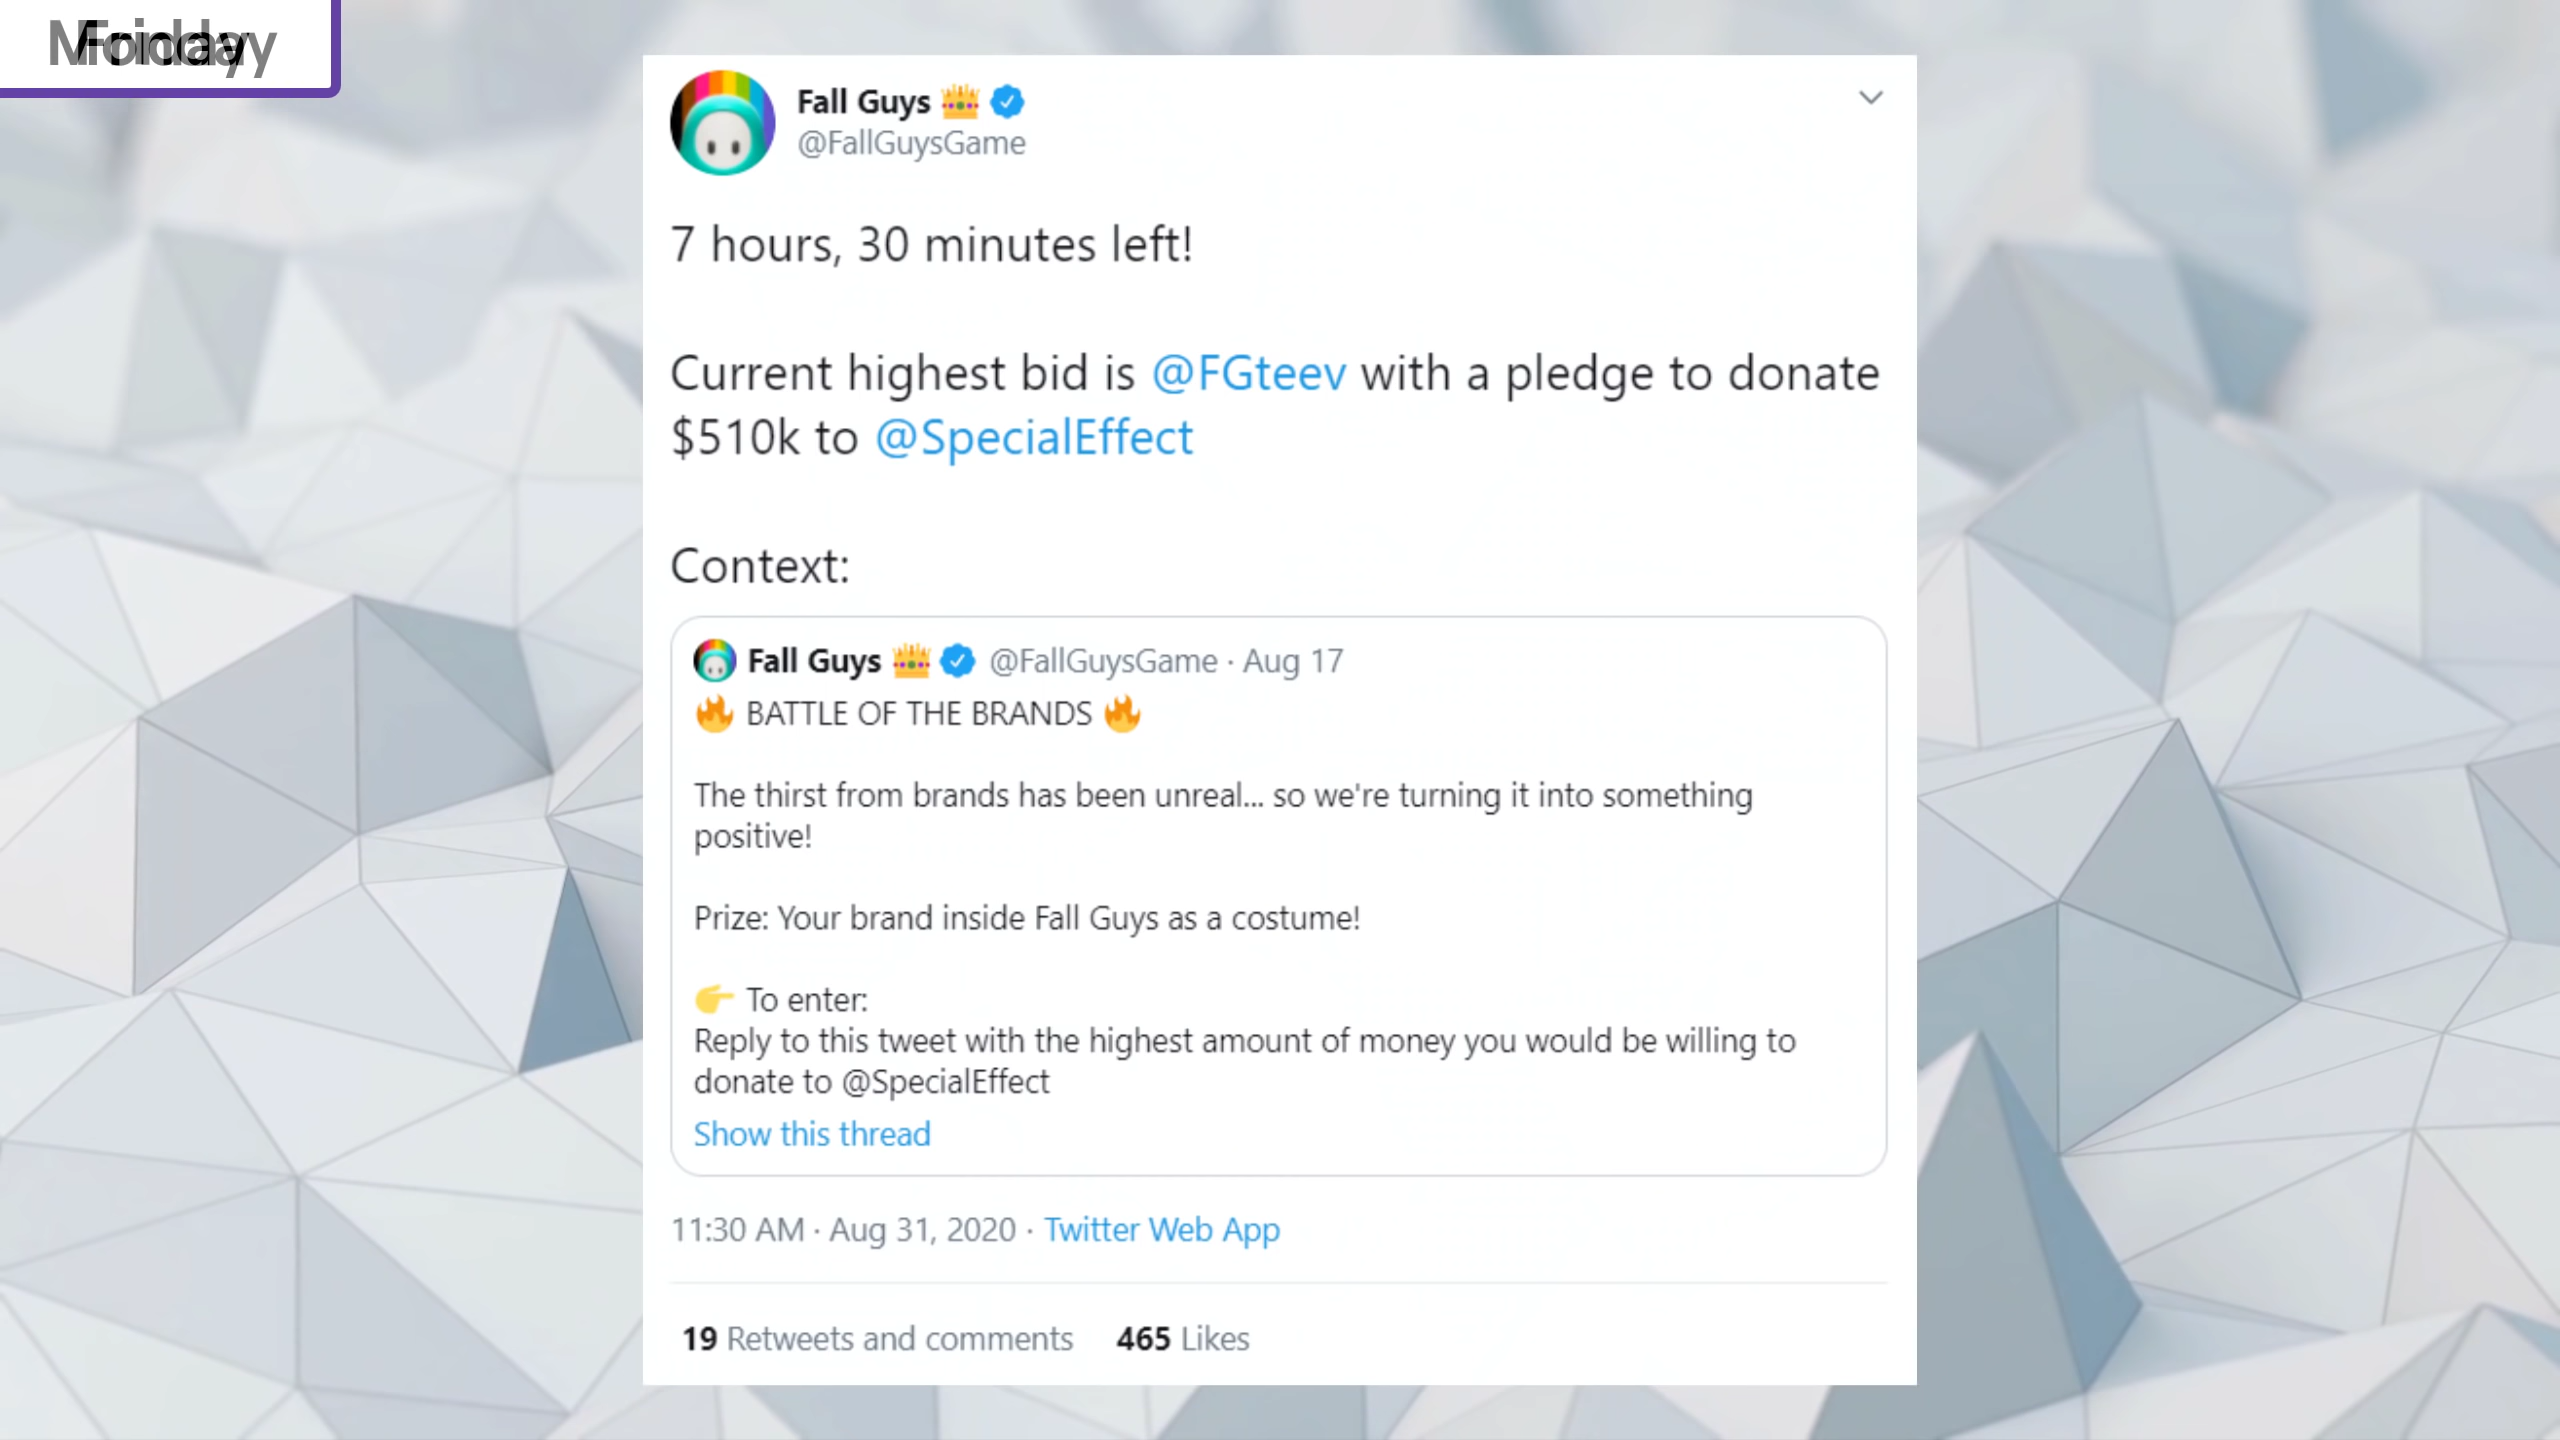 Fall Guys 👑
@FallGuysGame
7 hours, 30 minutes left!
Current highest bid is @FGteev with a pledge to donate
$510k to @SpecialEffect
Context:
Fall Guys 👑 @FallGuysGame · Aug 17
🔥 BATTLE OF THE BRANDS 🔥
The thirst from brands has been unreal... so we're turning it into something
positive!
Prize: Your brand inside Fall Guys as a costume!
👉 To enter:
Reply to this tweet with the highest amount of money you would be willing to
donate to @SpecialEffect
Show this thread
11:30 AM · Aug 31, 2020 · Twitter Web App
19 Retweets and comments 465 Likes